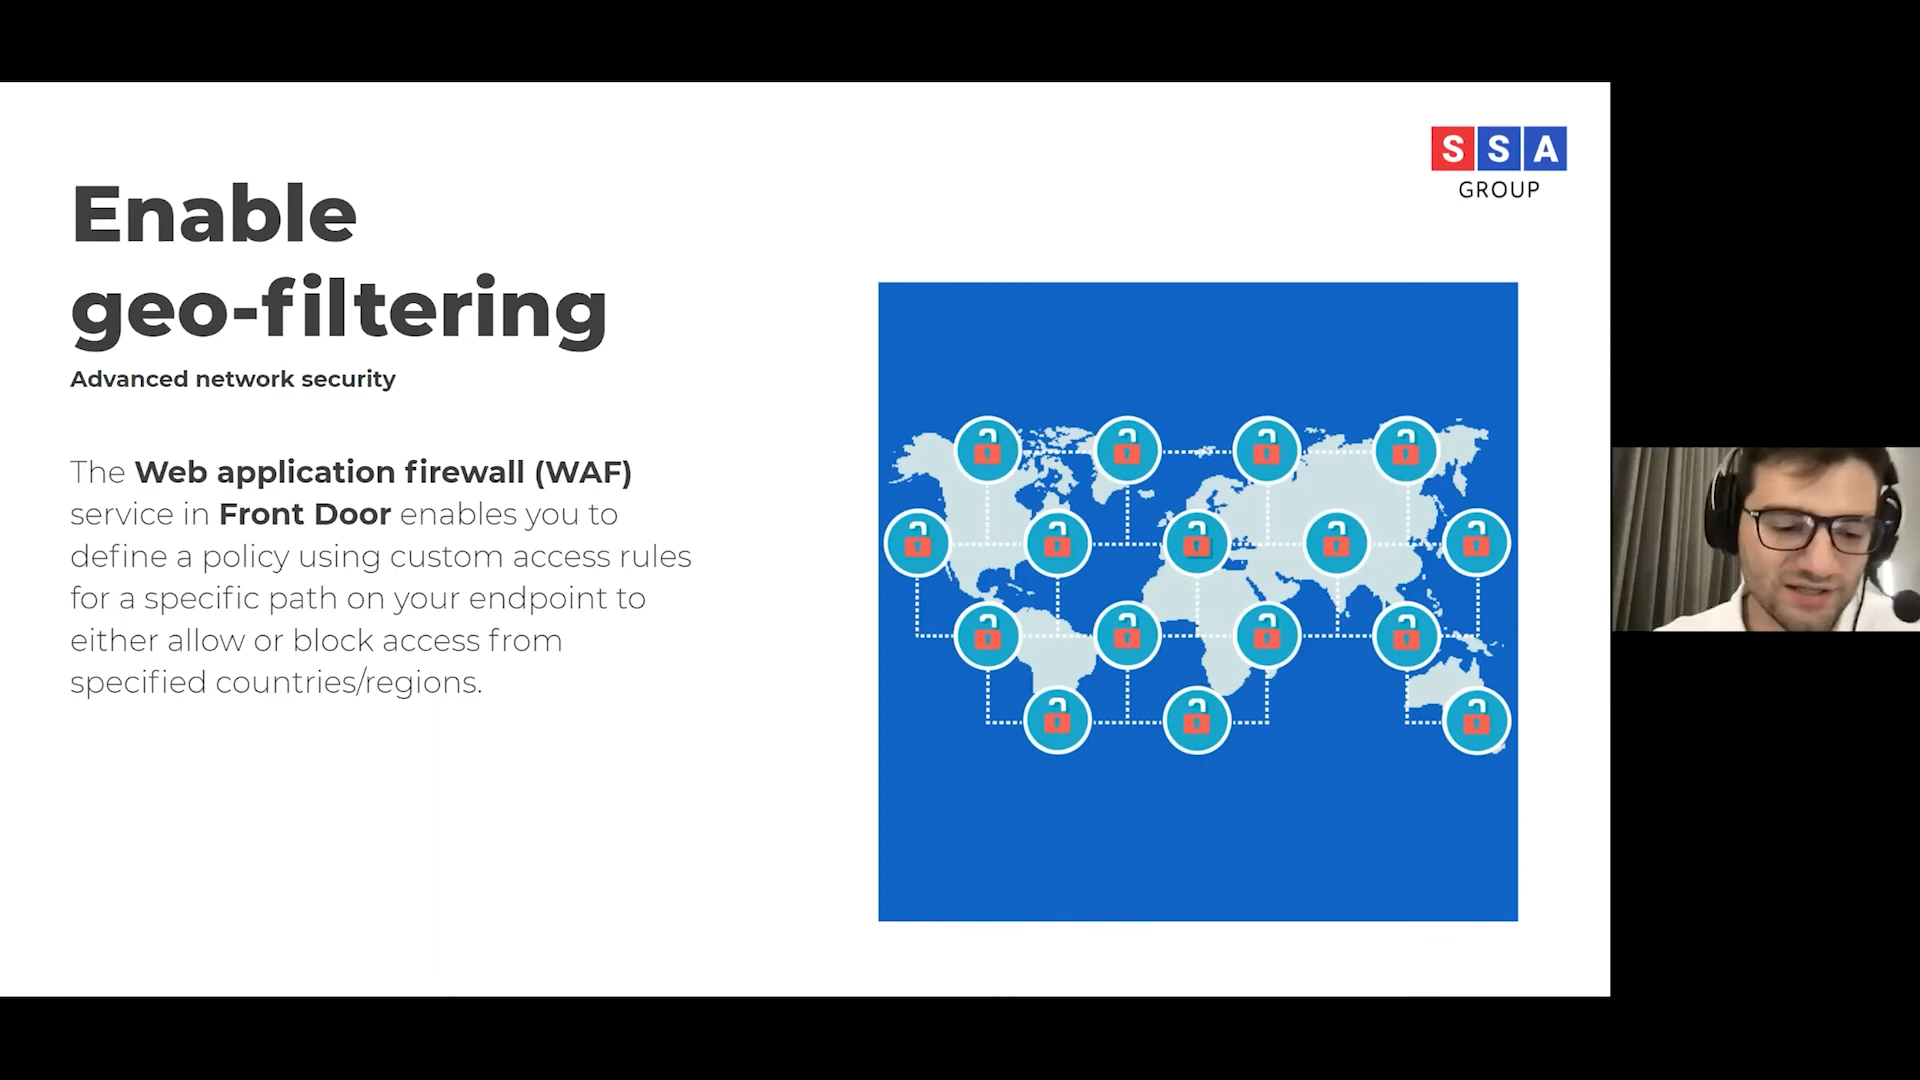 S S A
GROUP
Enable
geo-filtering
Advanced network security
The Web application firewall (WAF)
service in Front Door enables you to
define a policy using custom access rules
for a specific path on your endpoint to
either allow or block access from
specified countries/regions.